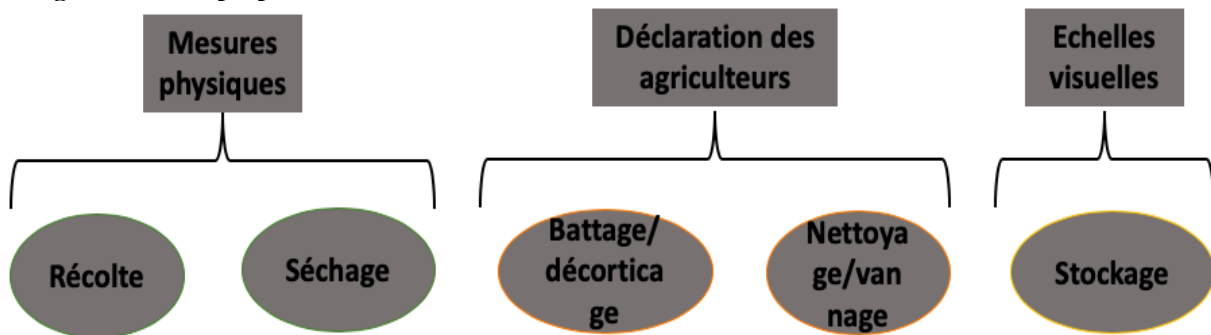 Mesures
physiques
Déclaration des
agriculteurs
Echelles
visuelles
Récolte
Séchage
Battage/
décortica
ge
Nettoya
ge/van
nage
Stockage